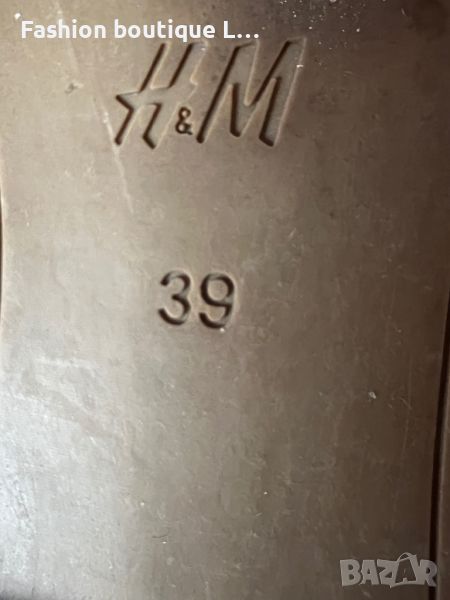 Fashion boutique L...
H&M
39
BAZAR